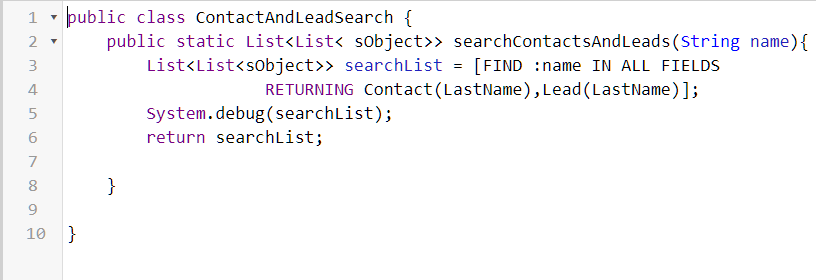 1 public class ContactAndLeadSearch {
2 public static List<List< sObject>> searchContactsAndLeads(String name){
3 List<List<sObject>> searchList = [FIND :name IN ALL FIELDS
4 RETURNING Contact(LastName),Lead(LastName)];
5 System.debug(searchList);
6 return searchList;
7
8 }
9
10 }